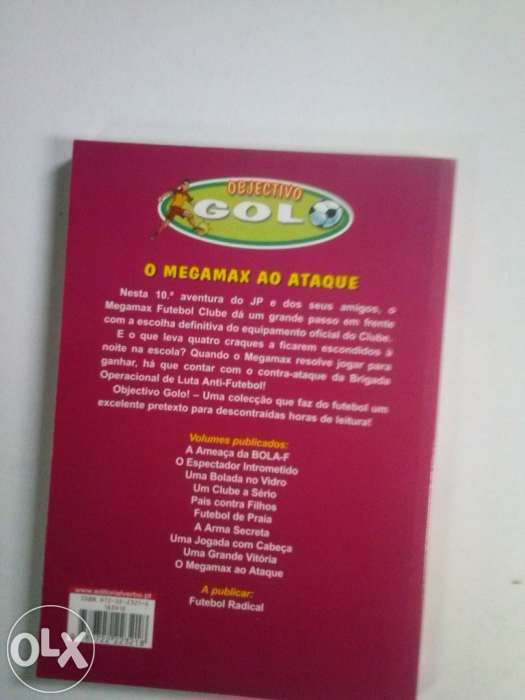 OBJECTIVO
GOLO
O MEGAMAX AO ATAQUE
Nesta 10.ª aventura do JP e dos seus amigos, o
Megamax Futebol Clube dá um grande passo em frente
com a escolha definitiva do equipamento oficial do Clube.
E o que leva quatro craques a ficarem escondidos à
noite na escola? Quando o Megamax resolve jogar para
ganhar, há que contar com o contra-ataque da Brigada
Operacional de Luta Anti-Futebol!
Objectivo Golo! – Uma colecção que faz do futebol um
excelente pretexto para descontraídas horas de leitura!
Volumes publicados:
A Ameaça da BOLA-F
O Espectador Intrometido
Uma Bolada no Vidro
Um Clube a Sério
Pais contra Filhos
Futebol de Praia
A Arma Secreta
Uma Jogada com Cabeça
Uma Grande Vitória
O Megamax ao Ataque
A publicar:
Futebol Radical
www.editorialverbo.pt
OLX